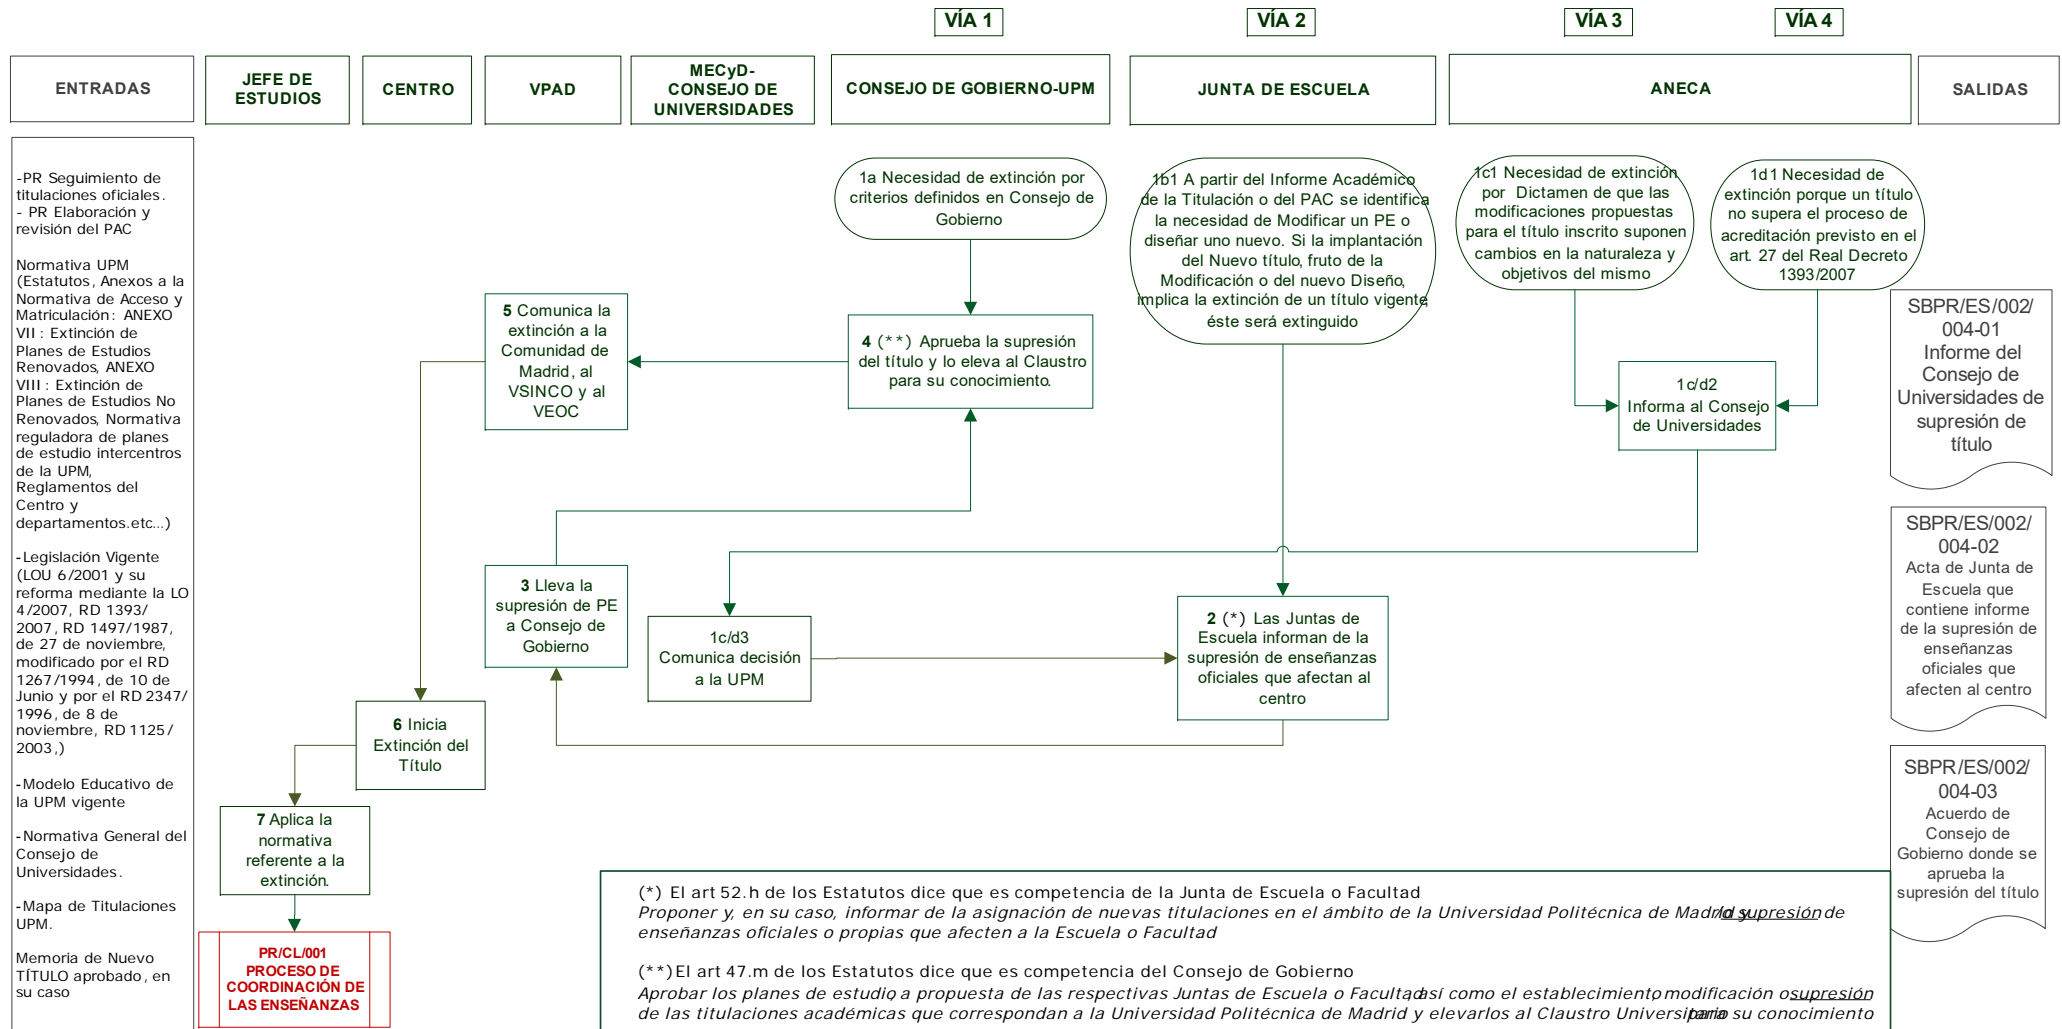 VÍA 1
VÍA 2
VÍA 3
VÍA 4
ENTRADAS
JEFE DE
ESTUDIOS
CENTRO
VPAD
MECyD-
CONSEJO DE
UNIVERSIDADES
CONSEJO DE GOBIERNO-UPM
JUNTA DE ESCUELA
ANECA
SALIDAS
-PR Seguimiento de
titulaciones oficiales.
- PR Elaboración y
revisión del PAC
Normativa UPM
(Estatutos, Anexos a la
Normativa de Acceso y
Matriculación: ANEXO
VII : Extinción de
Planes de Estudios
Renovados, ANEXO
VIII : Extinción de
Planes de Estudios No
Renovados, Normativa
reguladora de planes
de estudio intercentros
de la UPM,
Reglamentos del
Centro y
departamentos.etc...)
-Legislación Vigente
(LOU 6/2001 y su
reforma mediante la LO
4/2007, RD 1393/
2007, RD 1497/1987,
de 27 de noviembre,
modificado por el RD
1267/1994, de 10 de
Junio y por el RD 2347/
1996, de 8 de
noviembre, RD 1125/
2003,)
-Modelo Educativo de
la UPM vigente
-Normativa General del
Consejo de
Universidades.
-Mapa de Titulaciones
UPM.
Memoria de Nuevo
TÍTULO aprobado, en
su caso
1a Necesidad de extinción por
criterios definidos en Consejo de
Gobierno
1b1 A partir del Informe Académico
de la Titulación o del PAC se identifica
la necesidad de Modificar un PE o
diseñar uno nuevo. Si la implantación
del Nuevo título, fruto de la
Modificación o del nuevo Diseño,
implica la extinción de un título vigente,
éste será extinguido
1c1 Necesidad de extinción
por Dictamen de que las
modificaciones propuestas
para el título inscrito suponen
cambios en la naturaleza y
objetivos del mismo
1d1 Necesidad de
extinción porque un título
no supera el proceso de
acreditación previsto en el
art. 27 del Real Decreto
1393/2007
5 Comunica la
extinción a la
Comunidad de
Madrid, al
VSINCO y al
VEOC
4 (**) Aprueba la supresión
del título y lo eleva al Claustro
para su conocimiento.
1c/d2
Informa al Consejo
de Universidades
3 Lleva la
supresión de PE
a Consejo de
Gobierno
1c/d3
Comunica decisión
a la UPM
2 (*) Las Juntas de
Escuela informan de la
supresión de enseñanzas
oficiales que afectan al
centro
6 Inicia
Extinción del
Título
7 Aplica la
normativa
referente a la
extinción.
PR/CL/001
PROCESO DE
COORDINACIÓN DE
LAS ENSEÑANZAS
SBPR/ES/002/
004-01
Informe del
Consejo de
Universidades de
supresión de
título
SBPR/ES/002/
004-02
Acta de Junta de
Escuela que
contiene informe
de la supresión de
enseñanzas
oficiales que
afecten al centro
SBPR/ES/002/
004-03
Acuerdo de
Consejo de
Gobierno donde se
aprueba la
supresión del título
(*) El art 52.h de los Estatutos dice que es competencia de la Junta de Escuela o Facultad
Proponer y, en su caso, informar de la asignación de nuevas titulaciones en el ámbito de la Universidad Politécnica de Madrid y la supresión de
enseñanzas oficiales o propias que afecten a la Escuela o Facultad
(**)El art 47.m de los Estatutos dice que es competencia del Consejo de Gobierno:
Aprobar los planes de estudio, a propuesta de las respectivas Juntas de Escuela o Facultad, así como el establecimiento, modificación o supresión
de las titulaciones académicas que correspondan a la Universidad Politécnica de Madrid y elevarlos al Claustro Universitario para su conocimiento